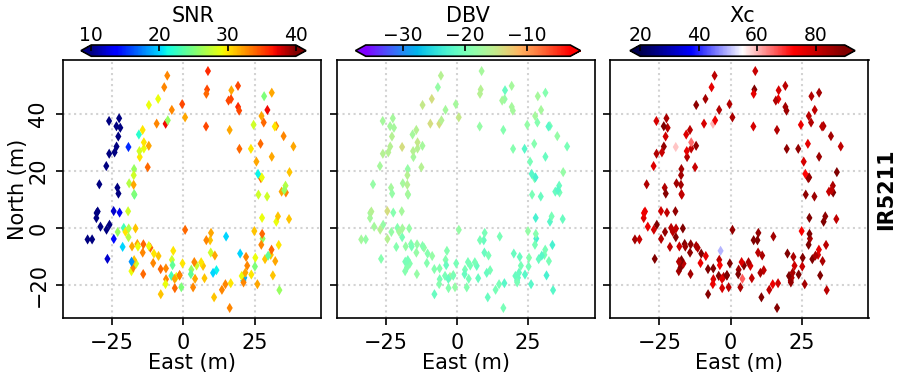 SNR DBV Xc
10 20 30 40 −30 −20 −10 20 40 60 80
North (m)
40
20
0
−20
IR5211
−25 0 25 −25 0 25 −25 0 25
East (m) East (m) East (m)